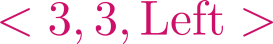 < 3, 3, Left >